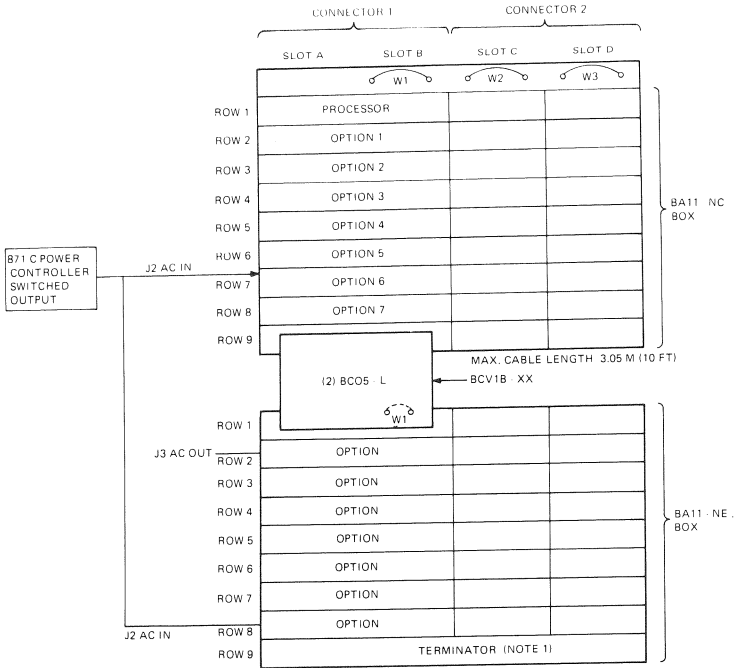 CONNECTOR 1 CONNECTOR 2
SLOT A SLOT B SLOT C SLOT D
W1 W2 W3
ROW 1 PROCESSOR
ROW 2 OPTION 1
ROW 3 OPTION 2
ROW 4 OPTION 3
ROW 5 OPTION 4
ROW 6 OPTION 5
ROW 7 OPTION 6
ROW 8 OPTION 7
ROW 9
BA11 - NC
BOX
B71 C POWER
CONTROLLER
SWITCHED
OUTPUT
J2 AC IN
MAX. CABLE LENGTH 3.05 M (10 FT)
(2) BC05 - L
BCV1B - XX
W1
ROW 1
J3 AC OUT
ROW 2 OPTION
ROW 3 OPTION
ROW 4 OPTION
ROW 5 OPTION
ROW 6 OPTION
ROW 7 OPTION
ROW 8 OPTION
J2 AC IN
ROW 9 TERMINATOR (NOTE 1)
BA11 - NE .
BOX